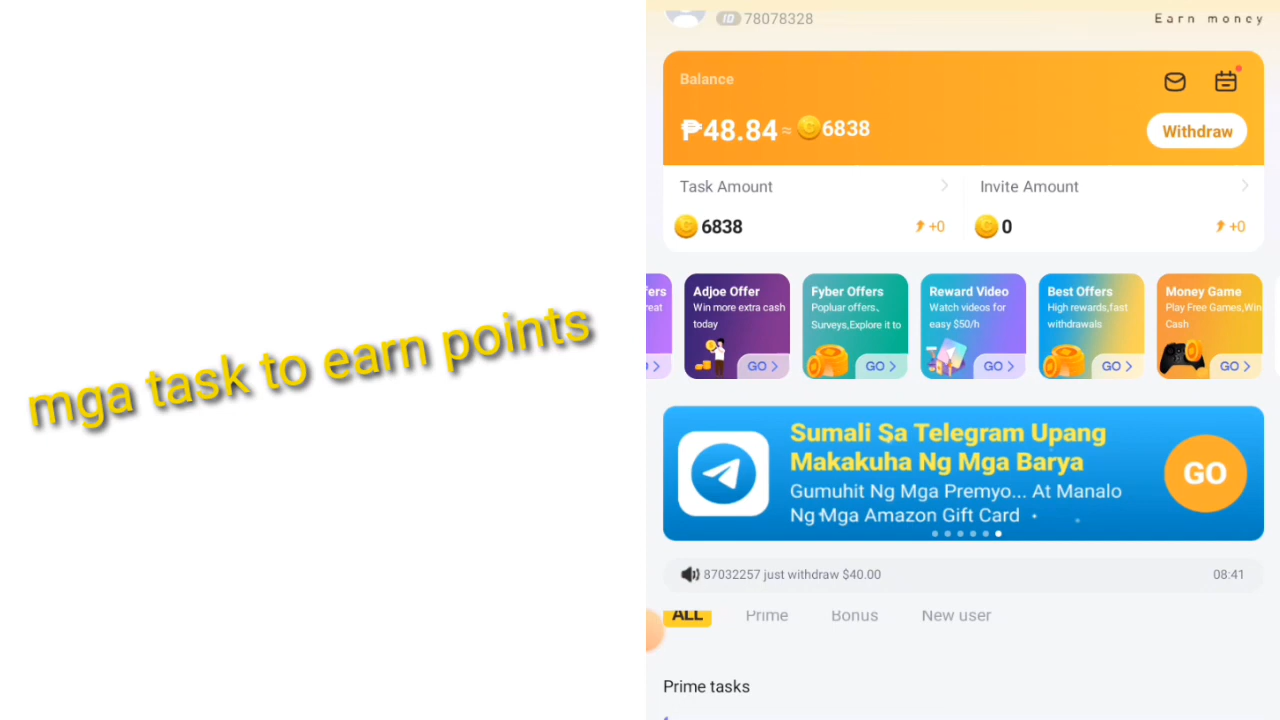 mga task to earn points
ID 78078328
Earn money
Balance
₱48.84 ≈ 6838
Withdraw
Task Amount
Invite Amount
6838
+0
0
+0
fers
reat
Adjoe Offer
Win more extra cash
today
GO >
Fyber Offers
Popluar offers、
Surveys,Explore it to
GO >
Reward Video
Watch videos for
easy $50/h
GO >
Best Offers
High rewards,fast
withdrawals
GO >
Money Game
Play Free Games,Win
Cash
GO >
Sumali Sa Telegram Upang
Makakuha Ng Mga Barya
Gumuhit Ng Mga Premyo... At Manalo
Ng Mga Amazon Gift Card
GO
87032257 just withdraw $40.00
08:41
ALL
Prime
Bonus
New user
Prime tasks